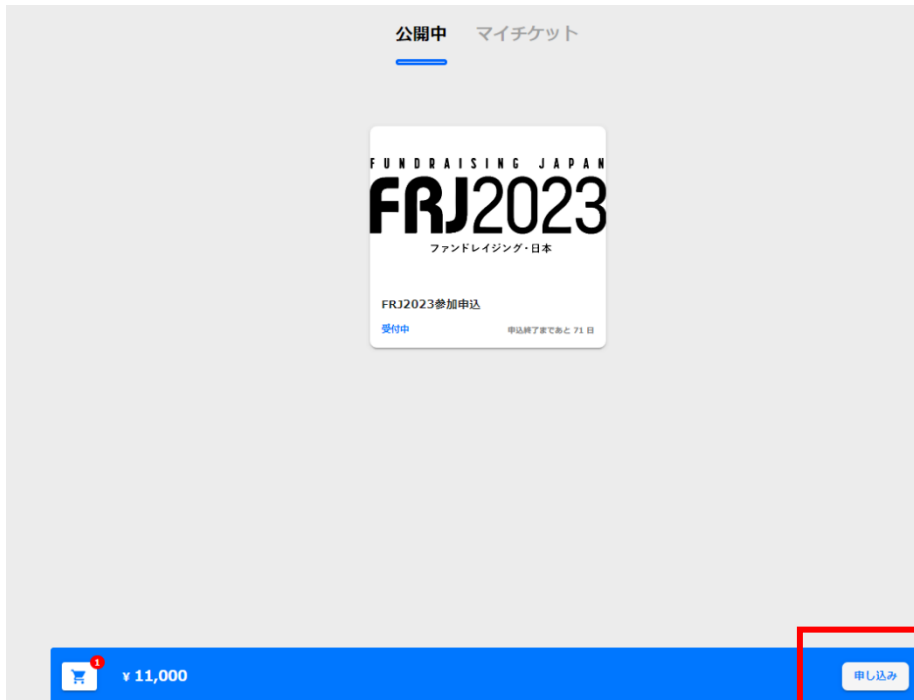 公開中 マイチケット
FUNDRAISING JAPAN
FRJ2023
ファンドレイジング・日本
FRJ2023参加申込
受付中 申込終了まであと 71 日
1
¥ 11,000 申し込み